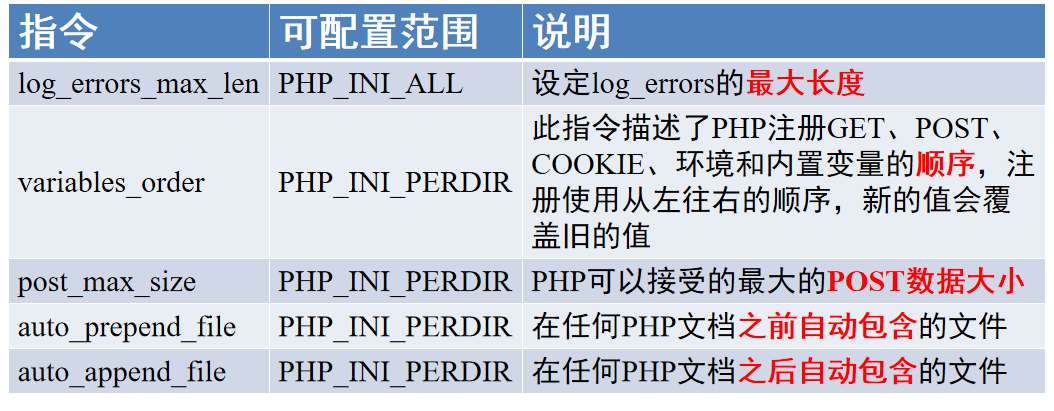 指令 可配置范围 说明
log_errors_max_len PHP_INI_ALL 设定log_errors的最大长度
variables_order PHP_INI_PERDIR 此指令描述了PHP注册GET、POST、
COOKIE、环境和内置变量的顺序，注
册使用从左往右的顺序，新的值会覆
盖旧的值
post_max_size PHP_INI_PERDIR PHP可以接受的最大的POST数据大小
auto_prepend_file PHP_INI_PERDIR 在任何PHP文档之前自动包含的文件
auto_append_file PHP_INI_PERDIR 在任何PHP文档之后自动包含的文件